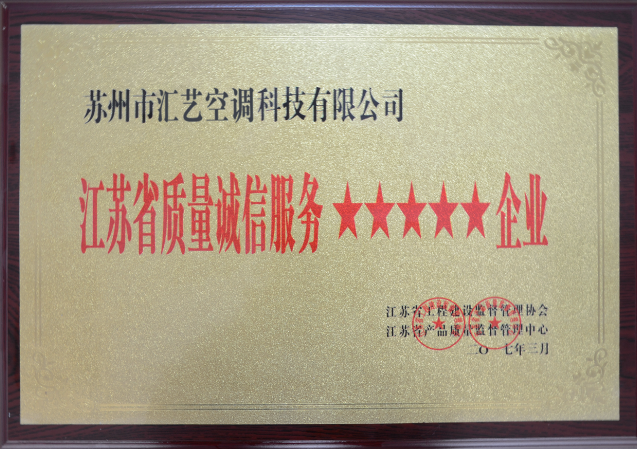 苏州市汇艺空调科技有限公司
江苏省质量诚信服务★★★★★企业
江苏省工程建设监督管理协会
江苏省产品质量监督管理中心
二〇一七年三月